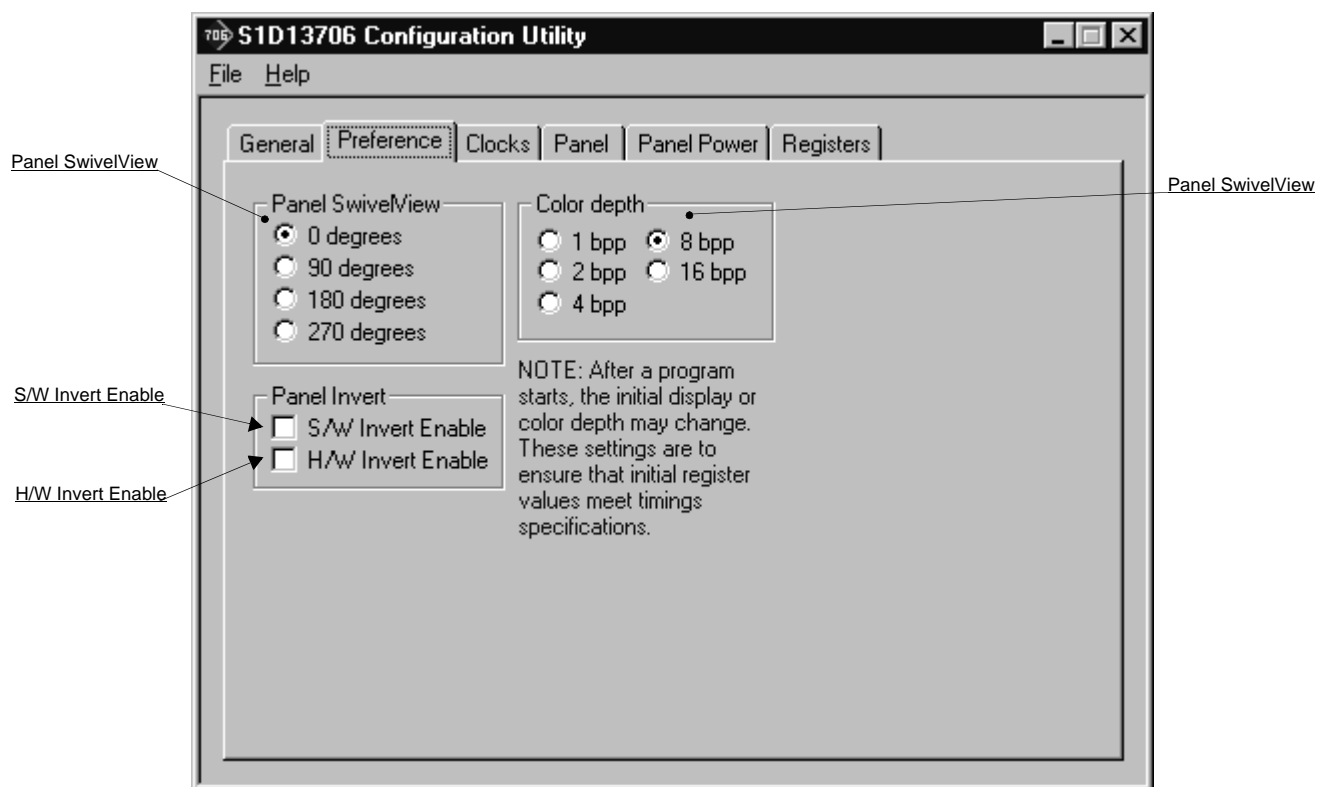 706 S1D13706 Configuration Utility
File Help
General Preference Clocks Panel Panel Power Registers
Panel SwivelView
Panel SwivelView
Panel SwivelView
0 degrees
90 degrees
180 degrees
270 degrees
Color depth
1 bpp 8 bpp
2 bpp 16 bpp
4 bpp
S/W Invert Enable
H/W Invert Enable
Panel Invert
S/W Invert Enable
H/W Invert Enable
NOTE: After a program
starts, the initial display or
color depth may change.
These settings are to
ensure that initial register
values meet timings
specifications.